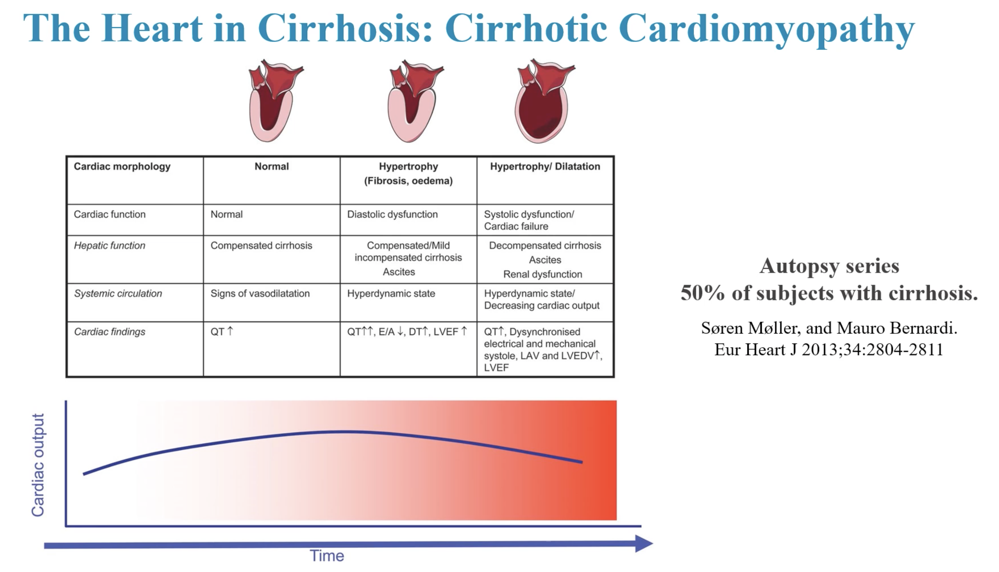 The Heart in Cirrhosis: Cirrhotic Cardiomyopathy
Cardiac morphology
Normal
Hypertrophy
(Fibrosis, oedema)
Hypertrophy/ Dilatation
Cardiac function
Normal
Diastolic dysfunction
Systolic dysfunction/
Cardiac failure
Hepatic function
Compensated cirrhosis
Compensated/Mild
incompensated cirrhosis
Ascites
Decompensated cirrhosis
Ascites
Renal dysfunction
Systemic circulation
Signs of vasodilatation
Hyperdynamic state
Hyperdynamic state/
Decreasing cardiac output
Cardiac findings
QT ↑
QT↑↑, E/A ↓, DT↑, LVEF ↑
QT↑, Dysynchronised
electrical and mechanical
systole, LAV and LVEDV↑,
LVEF
Autopsy series
50% of subjects with cirrhosis.
Søren Møller, and Mauro Bernardi.
Eur Heart J 2013;34:2804-2811
Cardiac output
Time